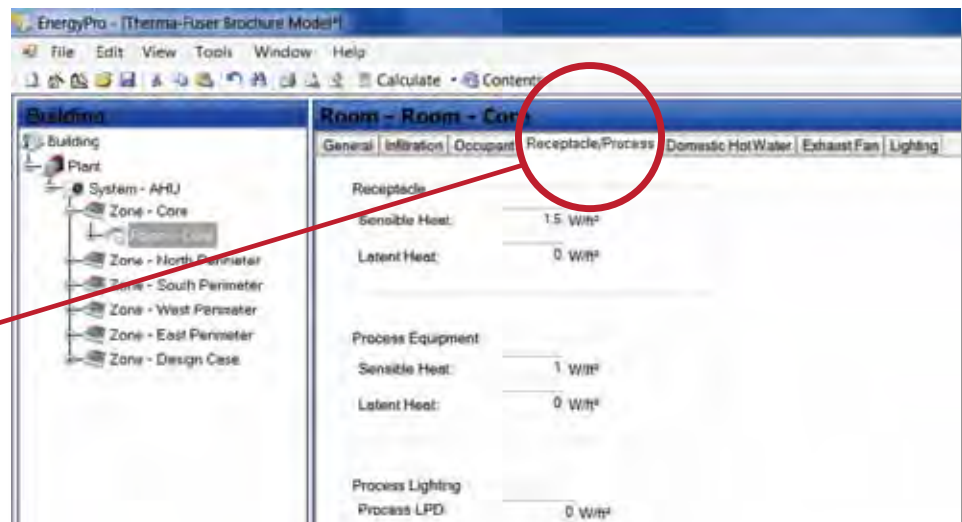 EnergyPro - [Therma-Fuser Brochure Model*]
File Edit View Tools Window Help
Calculate Contents
Building
Building
Plant
System - AHU
Zone - Core
Room - Core
Zone - North Perimeter
Zone - South Perimeter
Zone - West Perimeter
Zone - East Perimeter
Zone - Design Case
Room - Room - Core
General Infiltration Occupant Receptacle/Process Domestic Hot Water Exhaust Fan Lighting
Receptacle
Sensible Heat: 1.5 W/ft²
Latent Heat: 0 W/ft²
Process Equipment
Sensible Heat: 1 W/ft²
Latent Heat: 0 W/ft²
Process Lighting
Process LPD: 0 W/ft²